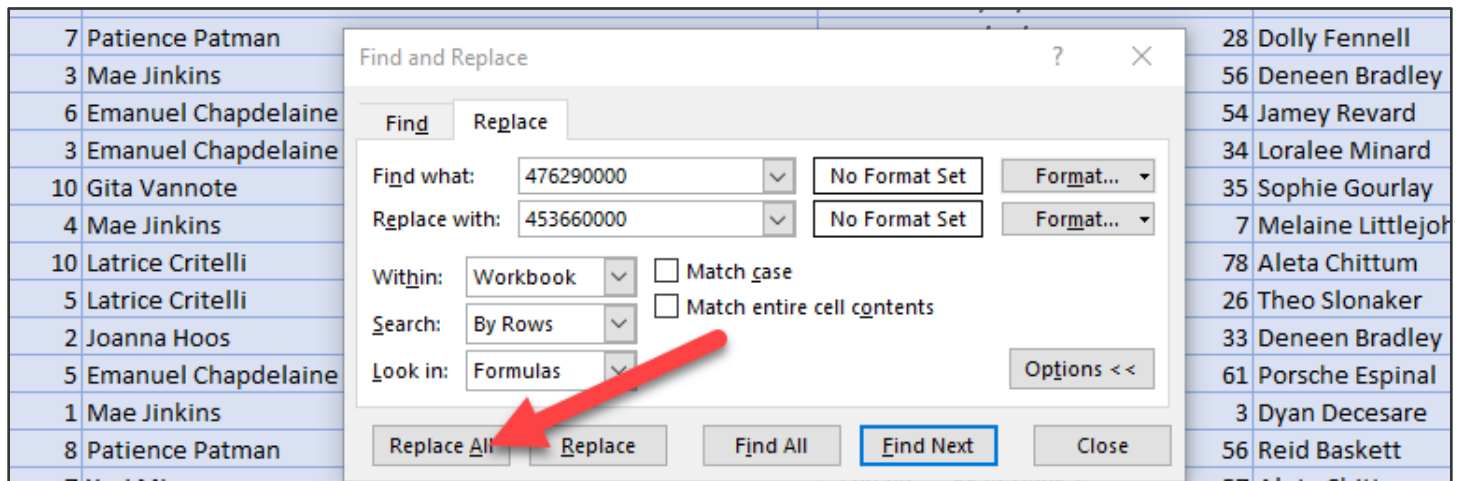 7 Patience Patman
3 Mae Jinkins
6 Emanuel Chapdelaine
3 Emanuel Chapdelaine
10 Gita Vannote
4 Mae Jinkins
10 Latrice Critelli
5 Latrice Critelli
2 Joanna Hoos
5 Emanuel Chapdelaine
1 Mae Jinkins
8 Patience Patman
Find and Replace ?
Find Replace
Find what: 476290000 No Format Set Format...
Replace with: 453660000 No Format Set Format...
Within: Workbook Match case
Match entire cell contents
Search: By Rows
Look in: Formulas Options <<
Replace All Replace Find All Find Next Close
28 Dolly Fennell
56 Deneen Bradley
54 Jamey Revard
34 Loralee Minard
35 Sophie Gourlay
7 Melaine Littlejoh
78 Aleta Chittum
26 Theo Slonaker
33 Deneen Bradley
61 Porsche Espinal
3 Dyan Decesare
56 Reid Baskett